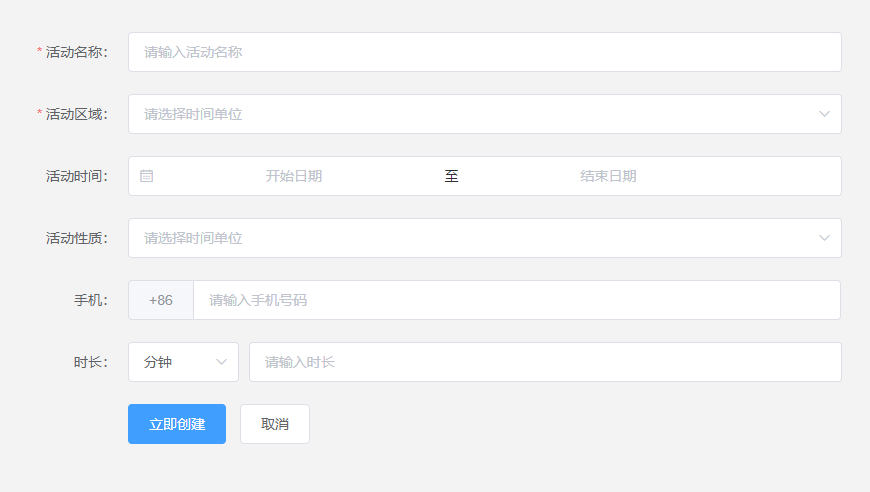 * 活动名称： 请输入活动名称
* 活动区域： 请选择时间单位
活动时间： 开始日期 至 结束日期
活动性质： 请选择时间单位
手机： +86 请输入手机号码
时长： 分钟 请输入时长
立即创建 取消